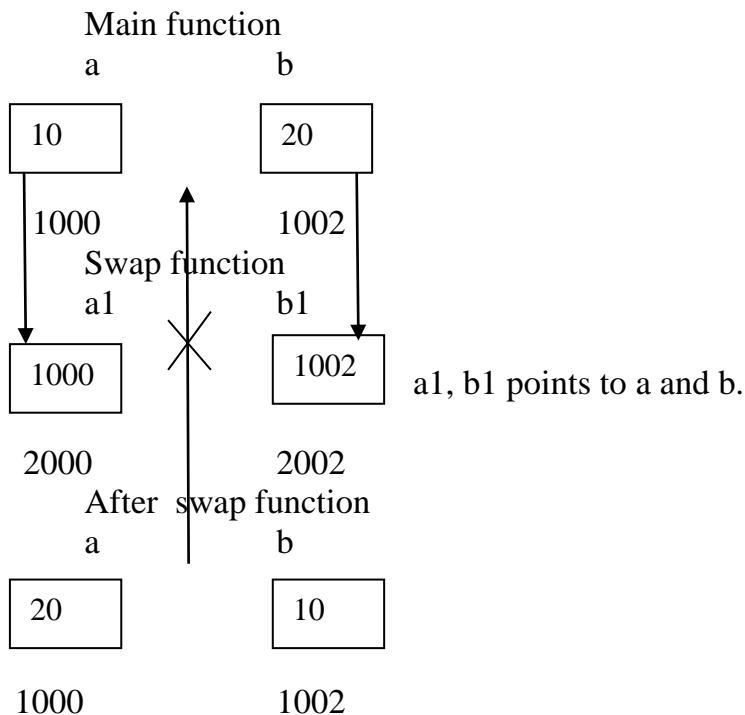 Main function
a b
10 20
1000 1002
Swap function
a1 b1
1000 1002
a1, b1 points to a and b.
2000 2002
After swap function
a b
20 10
1000 1002